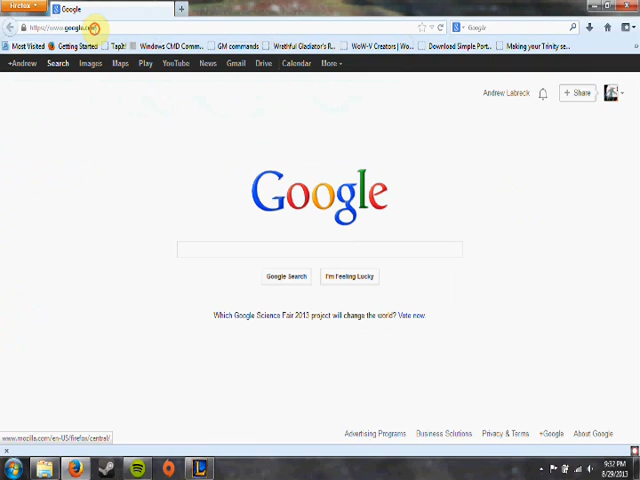 Firefox
Google
https://www.google.com
Google
Most Visited Getting Started Windows CMD Comm... GM commands Wrathful Gladiator's R... WoW-V Creators | Wo... Download Simple Port... Making your Trinity se...
+Andrew Search Images Maps Play YouTube News Gmail Drive Calendar More
Andrew Labreck + Share
Google
Google Search I'm Feeling Lucky
Which Google Science Fair 2013 project will change the world? Vote now.
www.mozilla.com/en-US/firefox/central/
Advertising Programs Business Solutions Privacy & Terms +Google About Google
9:32 PM
8/29/2013